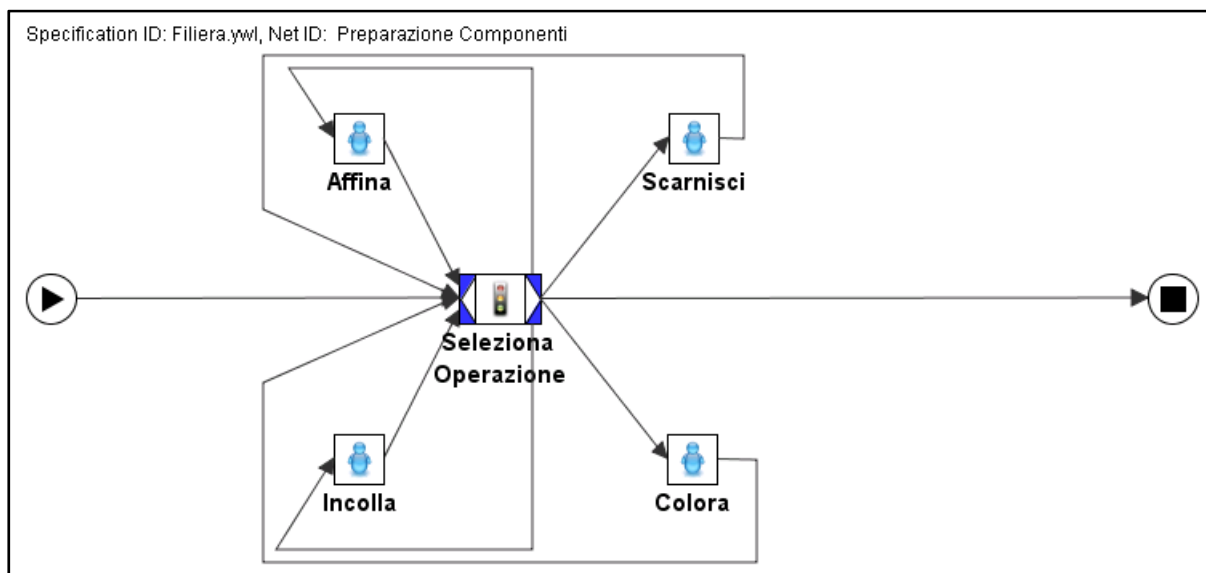 Specification ID: Filiera.ywl, Net ID:  Preparazione Componenti
Affina
Scarnisci
Seleziona
Operazione
Incolla
Colora